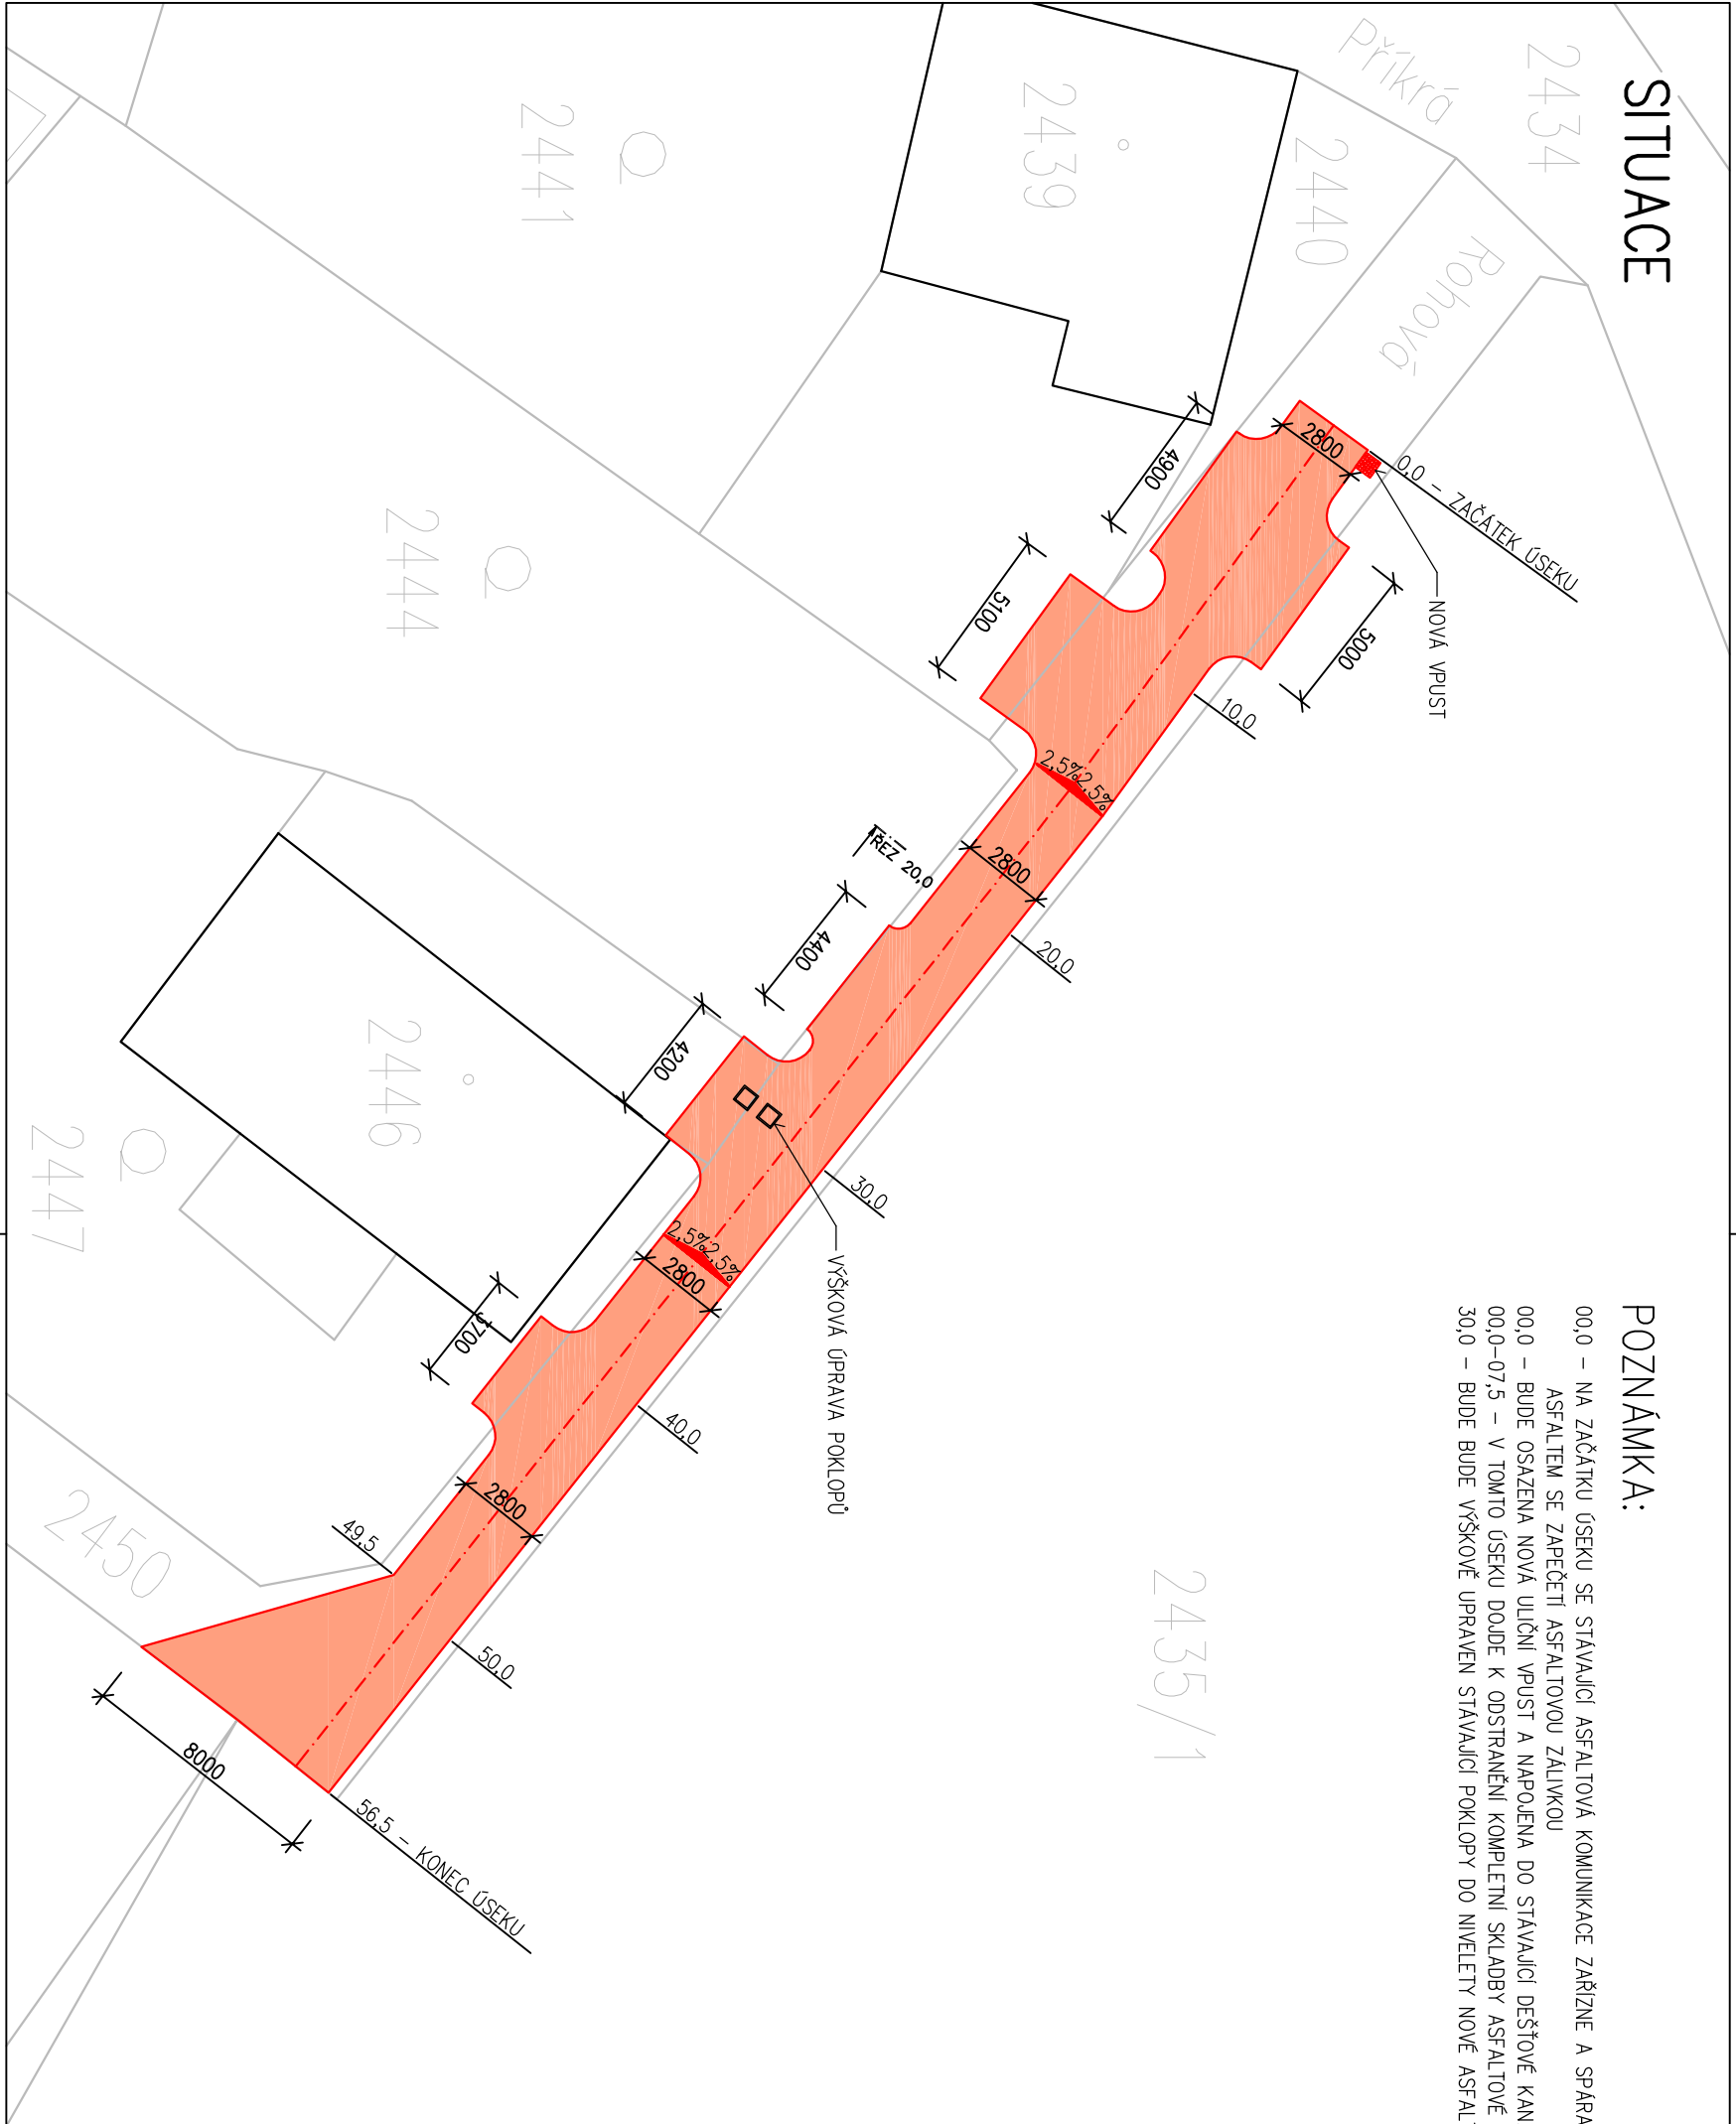 SITUACE
POZNÁMKA:
00,0 – NA ZAČÁTKU ÚSEKU SE STÁVAJÍCÍ ASFALTOVÁ KOMUNIKACE ZAŘÍZNE A SPÁRA
ASFALTEM SE ZAPEČETÍ ASFALTOVOU ZÁLIVKOU
00,0 – BUDE OSAZENA NOVÁ ULIČNÍ VPUST A NAPOJENA DO STÁVAJÍCÍ DEŠŤOVÉ KAN
00,0–07,5 – V TOMTO ÚSEKU DOJDE K ODSTRANĚNÍ KOMPLETNÍ SKLADBY ASFALTOVÉ
30,0 – BUDE BUDE VÝŠKOVĚ UPRAVEN STÁVAJÍCÍ POKLOPY DO NIVELETY NOVÉ ASFAL
2434
Příkrá
2440
Rohová
2439
2441
2444
2446
2447
2450
2435/1
0,0 – ZAČÁTEK ÚSEKU
NOVÁ VPUST
2800
4900
5000
5100
10,0
2,5%
2,5%
2800
ŘEZ 20,0
20,0
4400
4200
30,0
VÝŠKOVÁ ÚPRAVA POKLOPŮ
2,5%
2,5%
2800
3700
40,0
2800
49,5
50,0
8000
56,5 – KONEC ÚSEKU